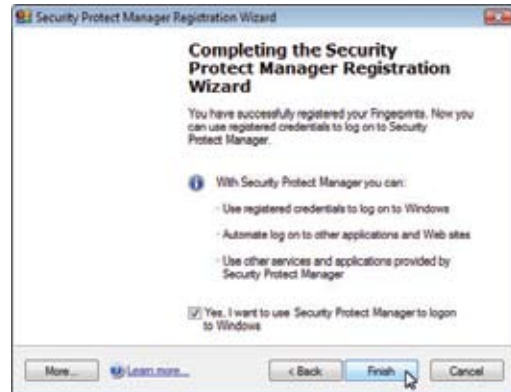 Security Protect Manager Registration Wizard
Completing the Security
Protect Manager Registration
Wizard
You have successfully registered your Fingerprints. Now you
can use registered credentials to log on to Security
Protect Manager.
With Security Protect Manager you can:
· Use registered credentials to log on to Windows
· Automate log on to other applications and Web sites
· Use other services and applications provided by
Security Protect Manager
Yes, I want to use Security Protect Manager to logon
to Windows
More...
Learn more...
< Back
Finish
Cancel